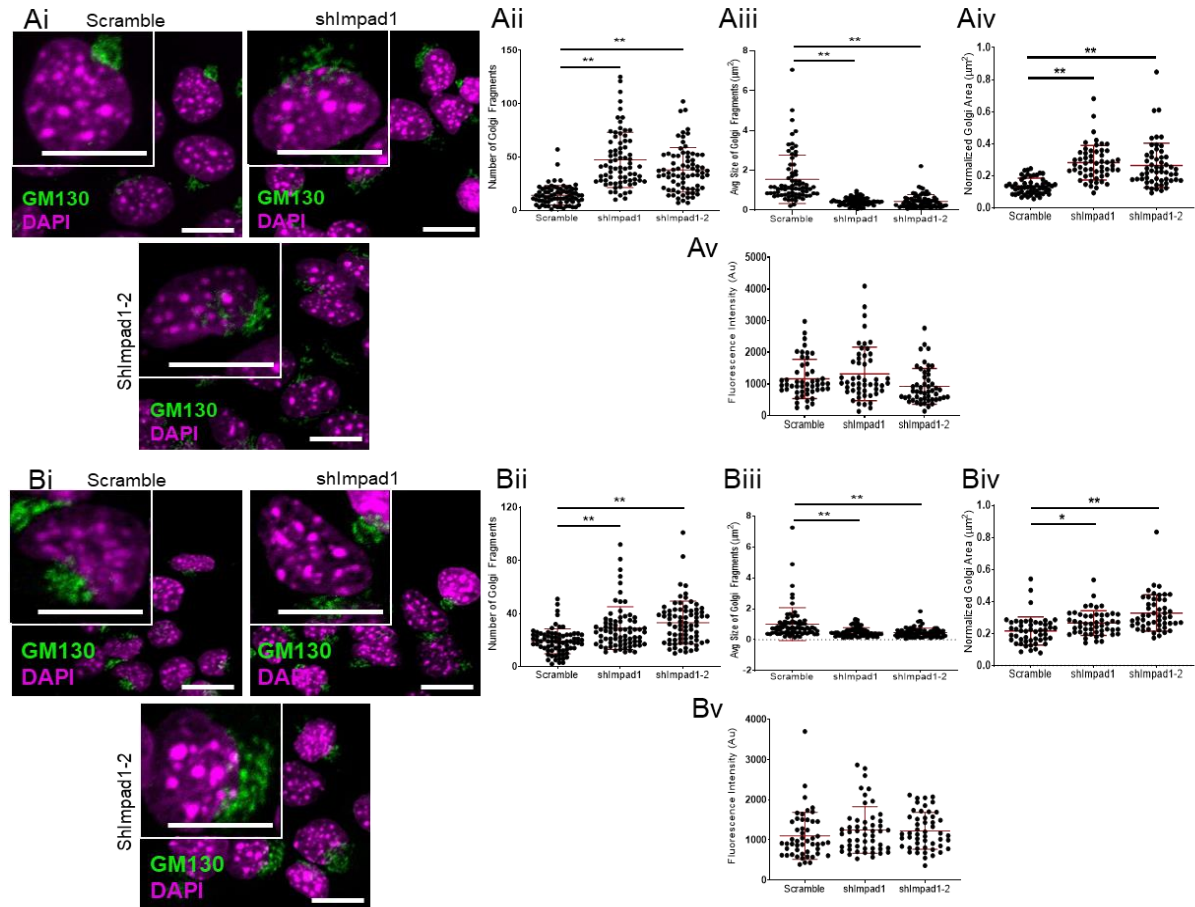 Ai
Scramble
shImpad1
GM130
DAPI
GM130
DAPI
ShImpad1-2
GM130
DAPI
Aii
**
**
Number of Golgi Fragments
150
100
50
0
Scramble
shImpad1
shImpad1-2
Aiii
**
**
Avg Size of Golgi Fragments (µm²)
8
6
4
2
0
Scramble
shImpad1
shImpad1-2
Aiv
**
**
Normalized Golgi Area (µm²)
1.0
0.8
0.6
0.4
0.2
0.0
Scramble
shImpad1
shImpad1-2
Av
Fluorescence Intensity (Au)
5000
4000
3000
2000
1000
0
Scramble
shImpad1
shImpad1-2
Bi
Scramble
shImpad1
GM130
DAPI
GM130
DAPI
ShImpad1-2
GM130
DAPI
Bii
**
**
Number of Golgi Fragments
120
80
40
0
Scramble
shImpad1
shImpad1-2
Biii
**
**
Avg Size of Golgi Fragments (µm²)
8
6
4
2
0
-2
Scramble
shImpad1
shImpad1-2
Biv
**
*
Normalized Golgi Area (µm²)
1.0
0.8
0.6
0.4
0.2
0.0
Scramble
shImpad1
shImpad1-2
Bv
Fluorescence Intensity (Au)
4000
3000
2000
1000
0
Scramble
shImpad1
shImpad1-2